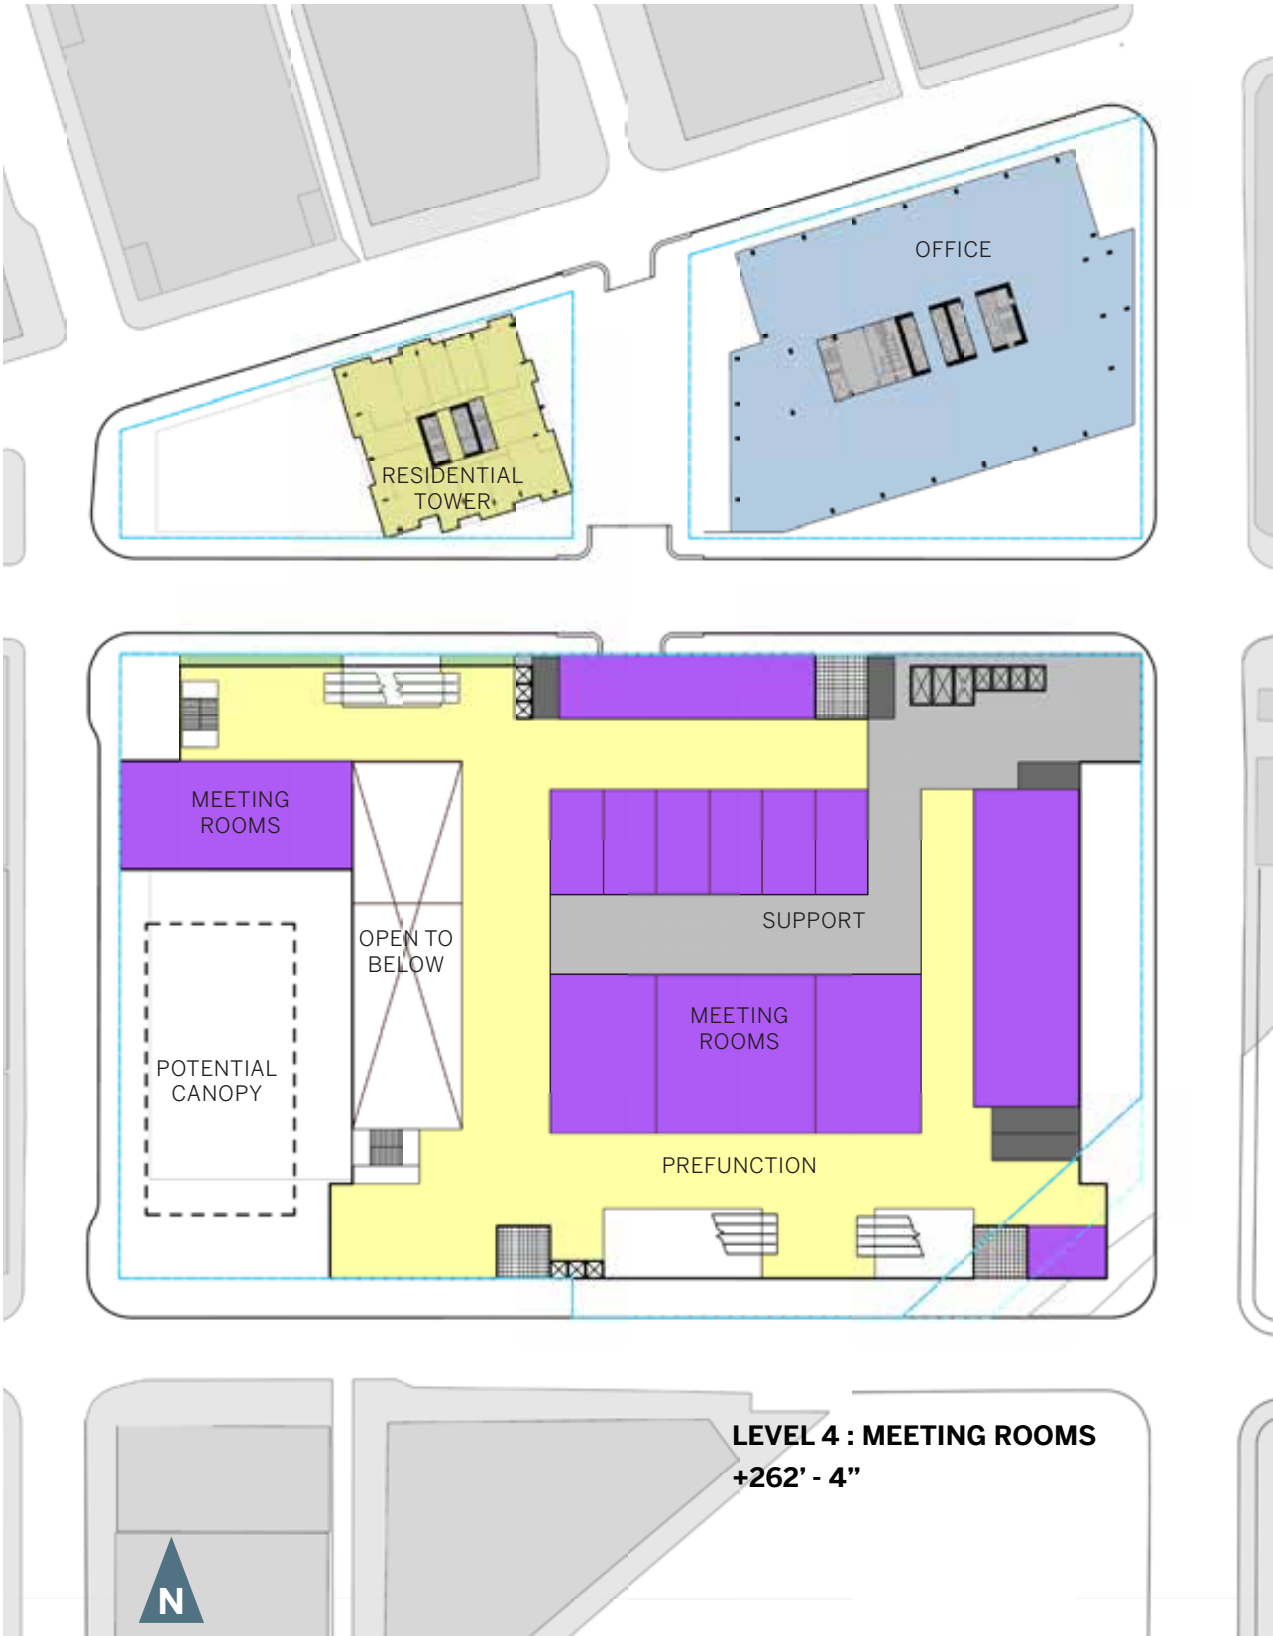 OFFICE
RESIDENTIAL
TOWER
MEETING
ROOMS
SUPPORT
OPEN TO
BELOW
MEETING
ROOMS
POTENTIAL
CANOPY
PREFUNCTION
LEVEL 4 : MEETING ROOMS
+262’ - 4”
N